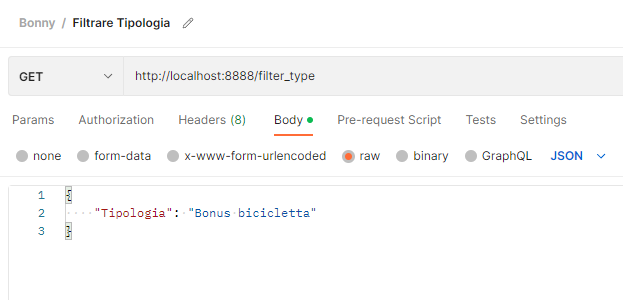 Bonny / Filtrare Tipologia
GET http://localhost:8888/filter_type
Params Authorization Headers (8) Body Pre-request Script Tests Settings
none form-data x-www-form-urlencoded raw binary GraphQL JSON
1 {
2 "Tipologia": "Bonus bicicletta"
3 }